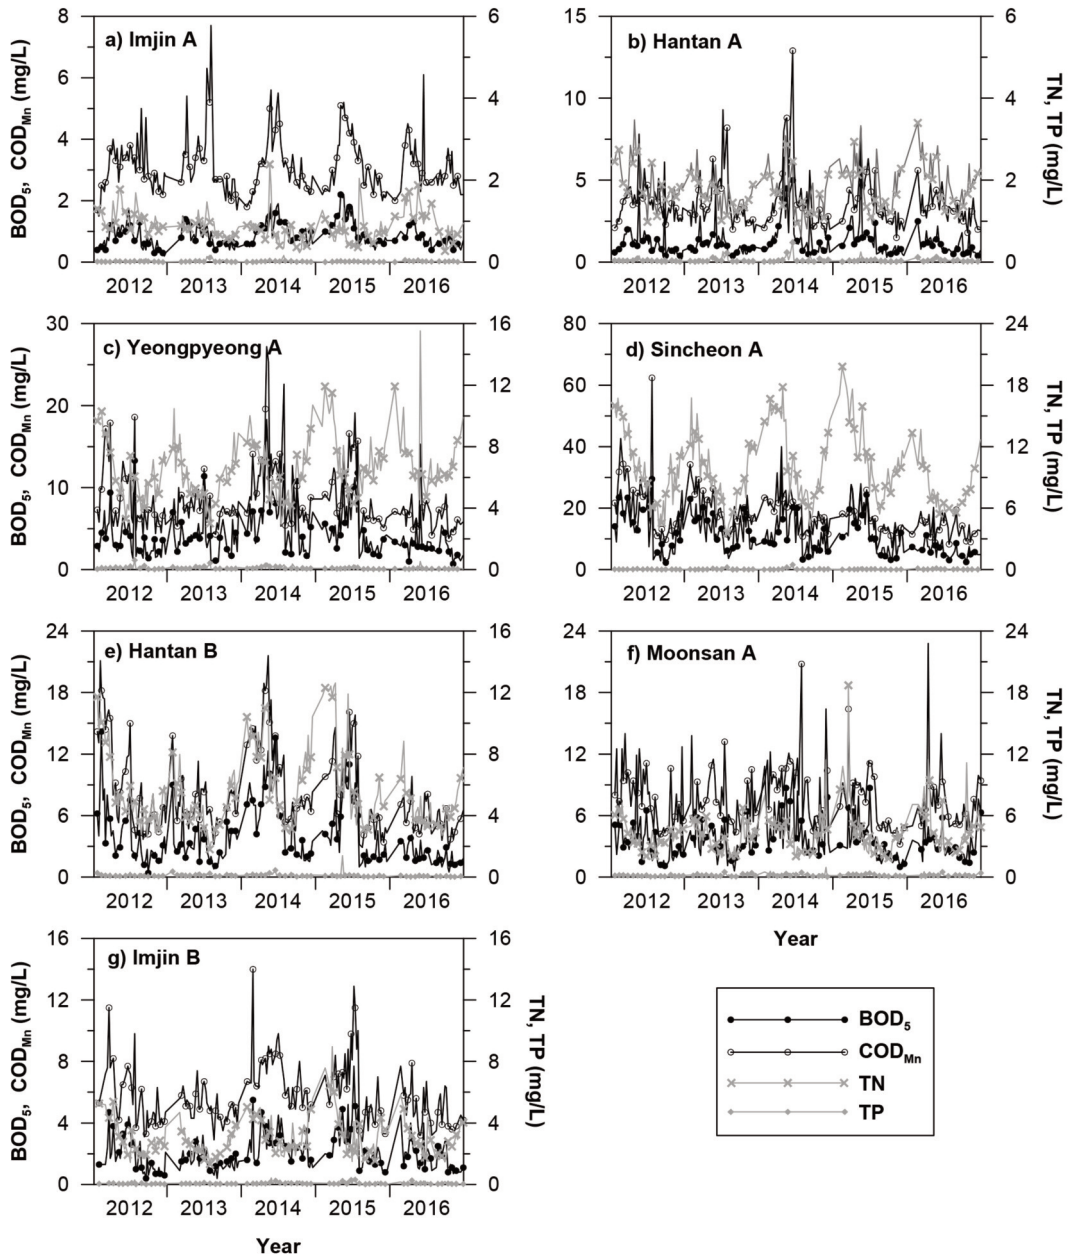 a) Imjin A
BOD5, CODMn (mg/L)
8
6
4
2
0
6
4
2
0
2012 2013 2014 2015 2016
b) Hantan A
15
10
5
0
6
4
2
0
TN, TP (mg/L)
2012 2013 2014 2015 2016
c) Yeongpyeong A
BOD5, CODMn (mg/L)
30
20
10
0
16
12
8
4
0
2012 2013 2014 2015 2016
d) Sincheon A
80
60
40
20
0
24
18
12
6
0
TN, TP (mg/L)
2012 2013 2014 2015 2016
e) Hantan B
BOD5, CODMn (mg/L)
24
18
12
6
0
16
12
8
4
0
2012 2013 2014 2015 2016
f) Moonsan A
24
18
12
6
0
24
18
12
6
0
TN, TP (mg/L)
2012 2013 2014 2015 2016
Year
g) Imjin B
BOD5, CODMn (mg/L)
16
12
8
4
0
16
12
8
4
0
TN, TP (mg/L)
2012 2013 2014 2015 2016
Year
BOD5
CODMn
TN
TP